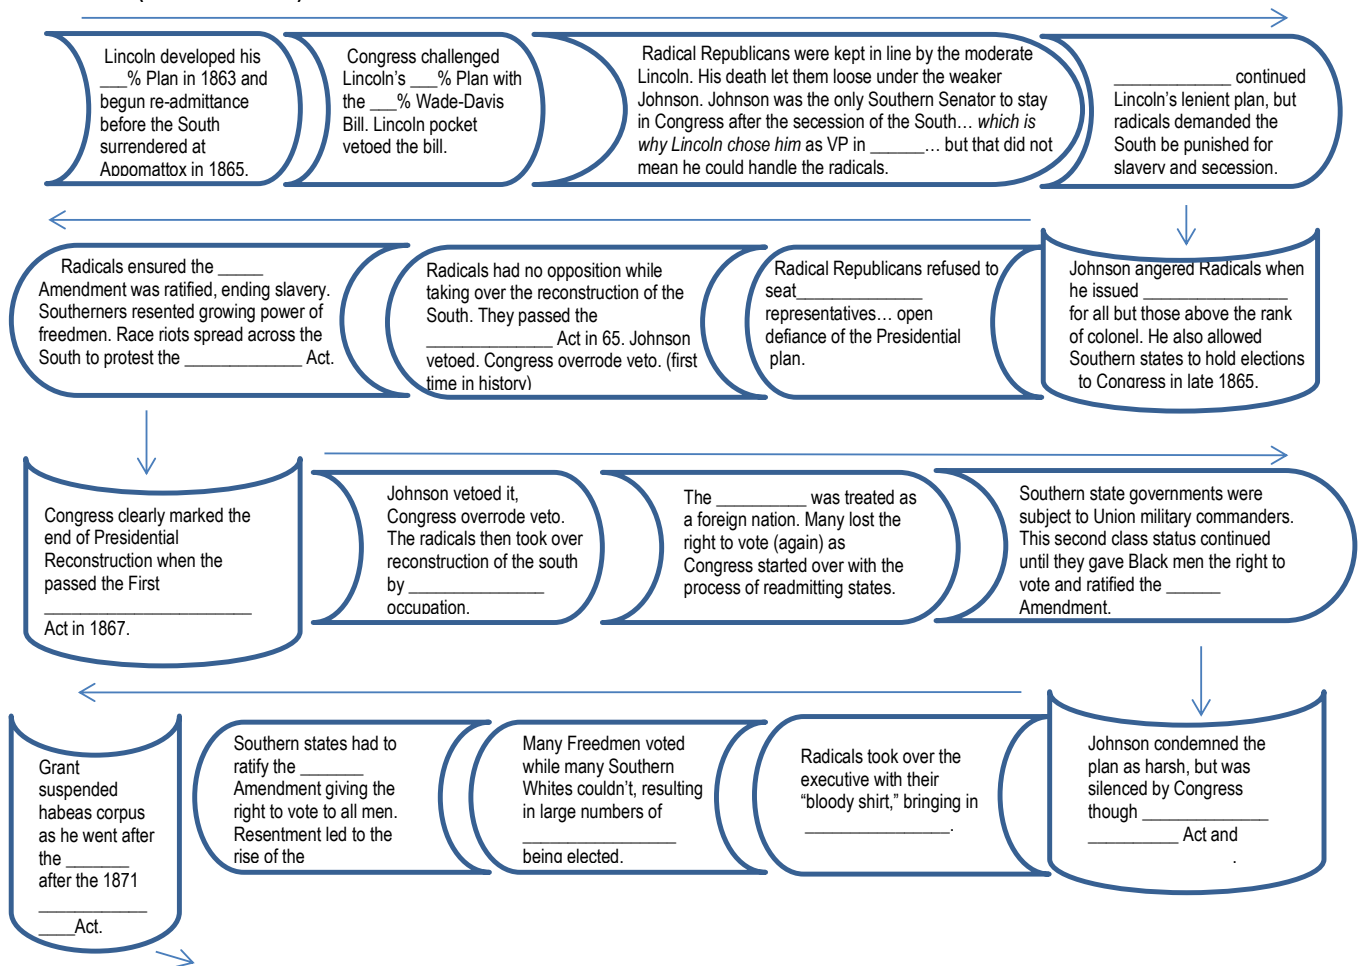 Lincoln developed his
___% Plan in 1863 and
begun re-admittance
before the South
surrendered at
Appomattox in 1865.
Congress challenged
Lincoln's ___% Plan with
the ___% Wade-Davis
Bill. Lincoln pocket
vetoed the bill.
Radical Republicans were kept in line by the moderate
Lincoln. His death let them loose under the weaker
Johnson. Johnson was the only Southern Senator to stay
in Congress after the secession of the South… which is
why Lincoln chose him as VP in ______… but that did not
mean he could handle the radicals.
_____________ continued
Lincoln's lenient plan, but
radicals demanded the
South be punished for
slavery and secession.
Johnson angered Radicals when
he issued ________________
for all but those above the rank
of colonel. He also allowed
Southern states to hold elections
to Congress in late 1865.
Radical Republicans refused to
seat______________
representatives… open
defiance of the Presidential
plan.
Radicals had no opposition while
taking over the reconstruction of the
South. They passed the
______________ Act in 65. Johnson
vetoed. Congress overrode veto. (first
time in history)
Radicals ensured the _____
Amendment was ratified, ending slavery.
Southerners resented growing power of
freedmen. Race riots spread across the
South to protest the _____________ Act.
Congress clearly marked the
end of Presidential
Reconstruction when the
passed the First
_______________________
Act in 1867.
Johnson vetoed it,
Congress overrode veto.
The radicals then took over
reconstruction of the south
by _______________
occupation.
The __________ was treated as
a foreign nation. Many lost the
right to vote (again) as
Congress started over with the
process of readmitting states.
Southern state governments were
subject to Union military commanders.
This second class status continued
until they gave Black men the right to
vote and ratified the ______
Amendment.
Johnson condemned the
plan as harsh, but was
silenced by Congress
though ______________
__________ Act and
.
Radicals took over the
executive with their
“bloody shirt,” bringing in
________________.
Many Freedmen voted
while many Southern
Whites couldn't, resulting
in large numbers of
_________________
being elected.
Southern states had to
ratify the _______
Amendment giving the
right to vote to all men.
Resentment led to the
rise of the
Grant
suspended
habeas corpus
as he went after
the _______
after the 1871
____________
____Act.